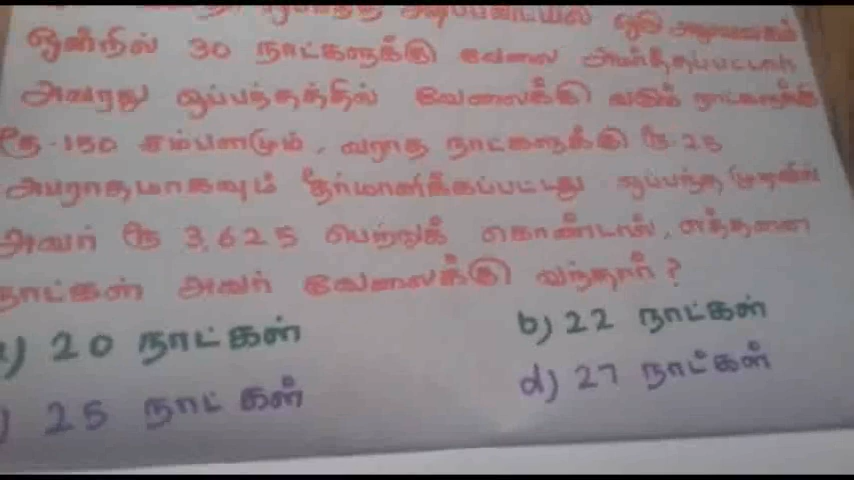 ஒன்றில் 30 நாட்களுக்கு வேலை அமர்த்தப்பட்டார்
அவரது ஒப்பந்தத்தில் வேலைக்கு வரும் நாட்களுக்கு
ரூ.150 சம்பளமும், வராத நாட்களுக்கு ரூ.25
அபராதமாகவும் தீர்மானிக்கப்பட்டது ஒப்பந்த முடிவில்
அவர் ரூ 3,625 பெற்றுக் கொண்டால், எத்தனை
நாட்கள் அவர் வேலைக்கு வந்தார்?
20 நாட்கள் b) 22 நாட்கள்
25 நாட்கள் d) 27 நாட்கள்